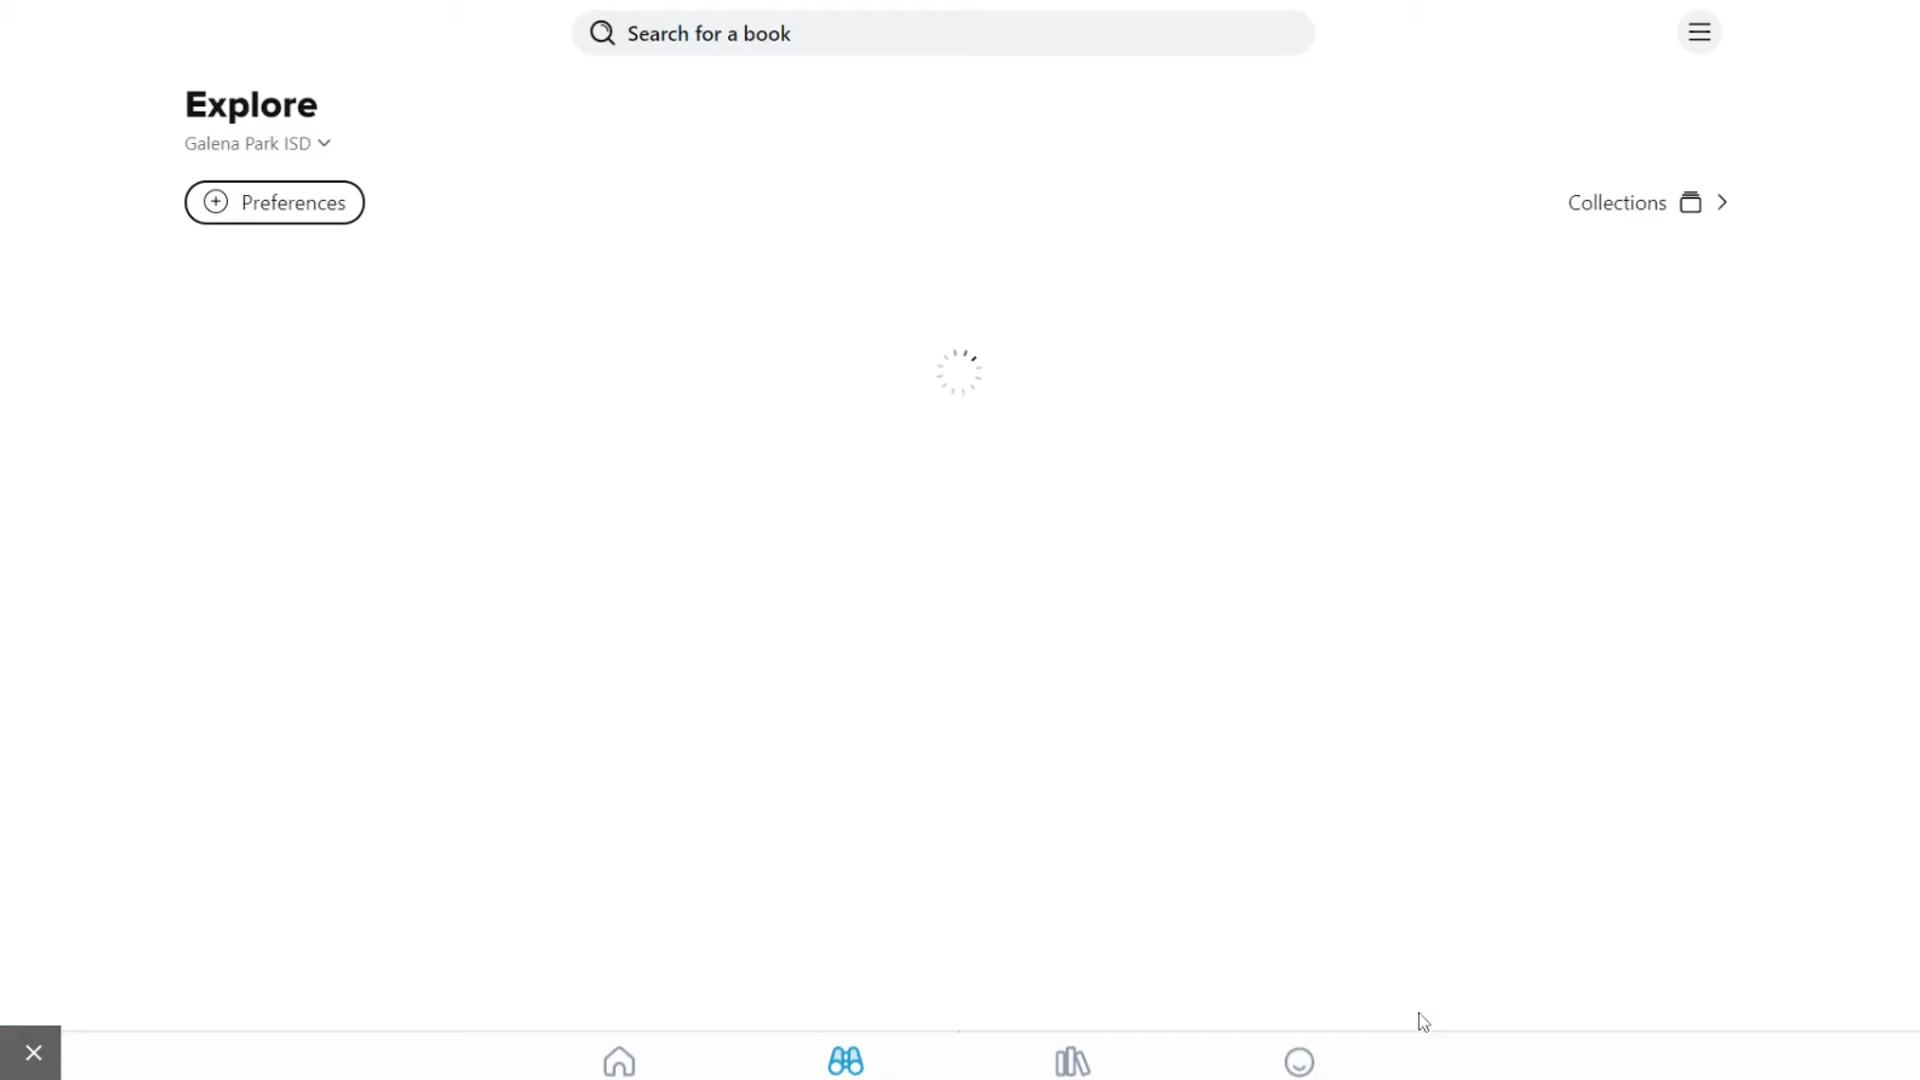 Search for a book
Explore
Galena Park ISD
Preferences
Collections